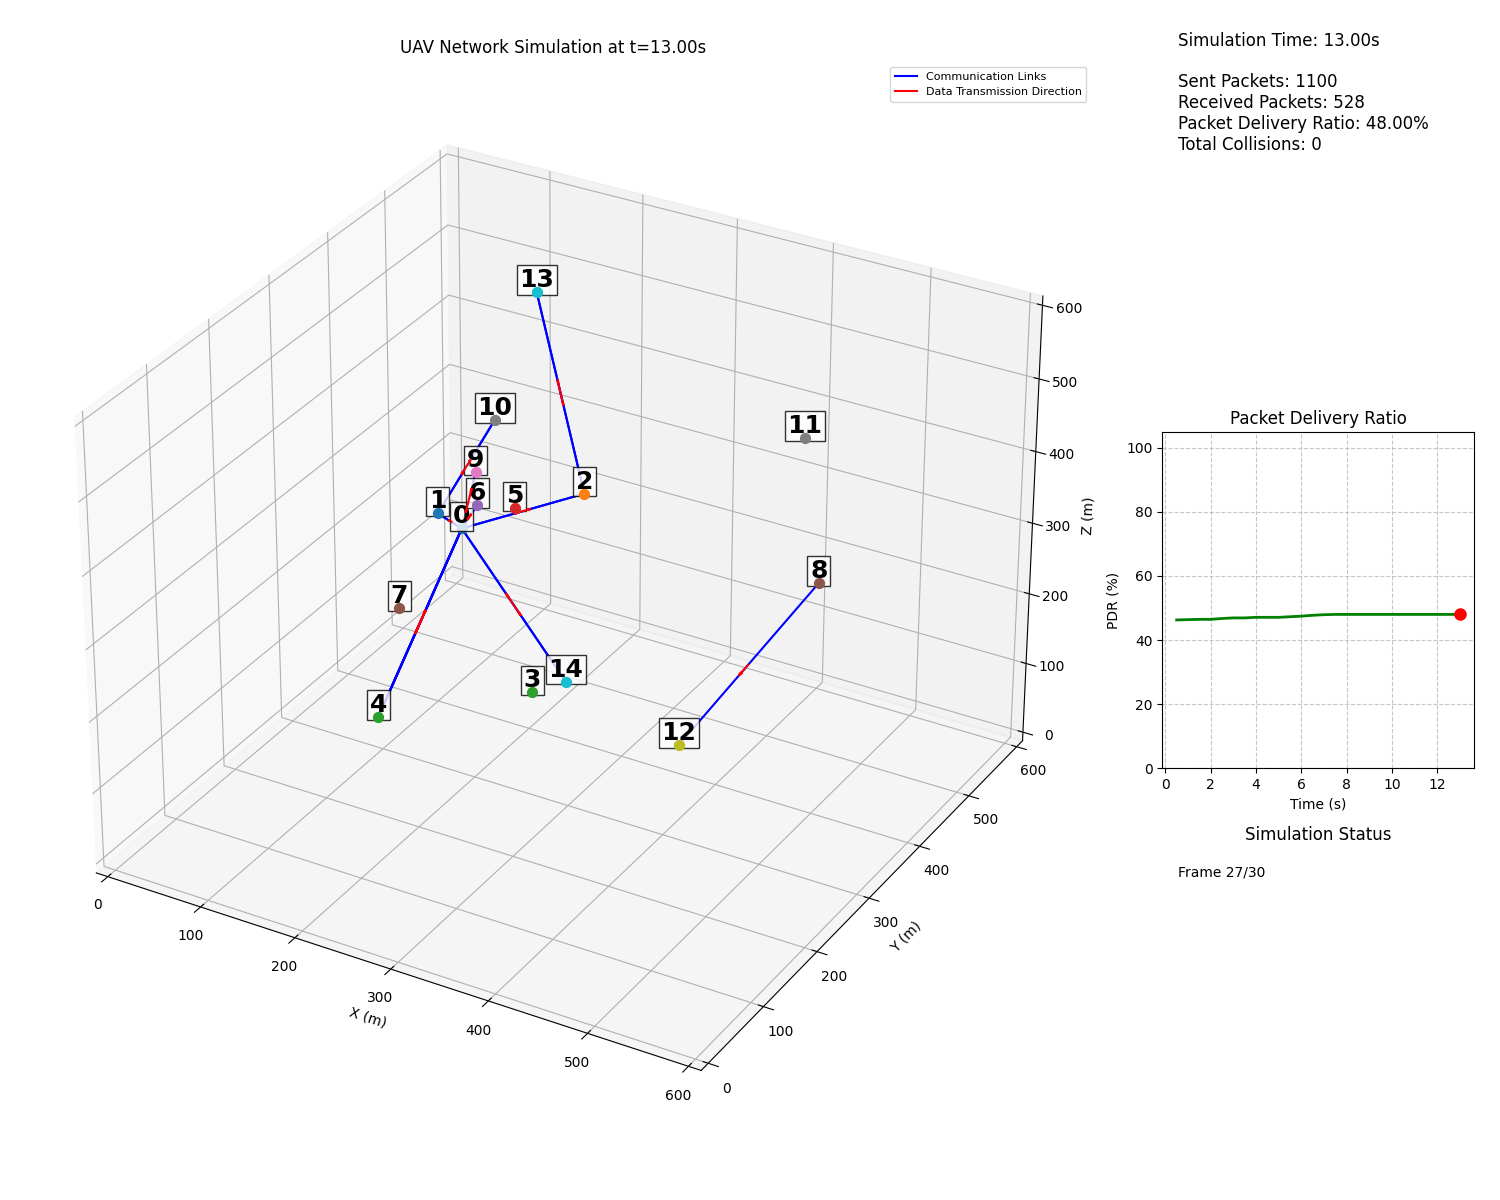 UAV Network Simulation at t=13.00s
Communication Links
Data Transmission Direction
Simulation Time: 13.00s
Sent Packets: 1100
Received Packets: 528
Packet Delivery Ratio: 48.00%
Total Collisions: 0
13
10
11
9
6
5
2
1
0
7
8
3
14
4
12
600
500
400
300
200
100
0
Z (m)
0
100
200
300
400
500
600
X (m)
0
100
200
300
400
500
600
Y (m)
Packet Delivery Ratio
100
80
60
40
20
0
PDR (%)
0 2 4 6 8 10 12
Time (s)
Simulation Status
Frame 27/30